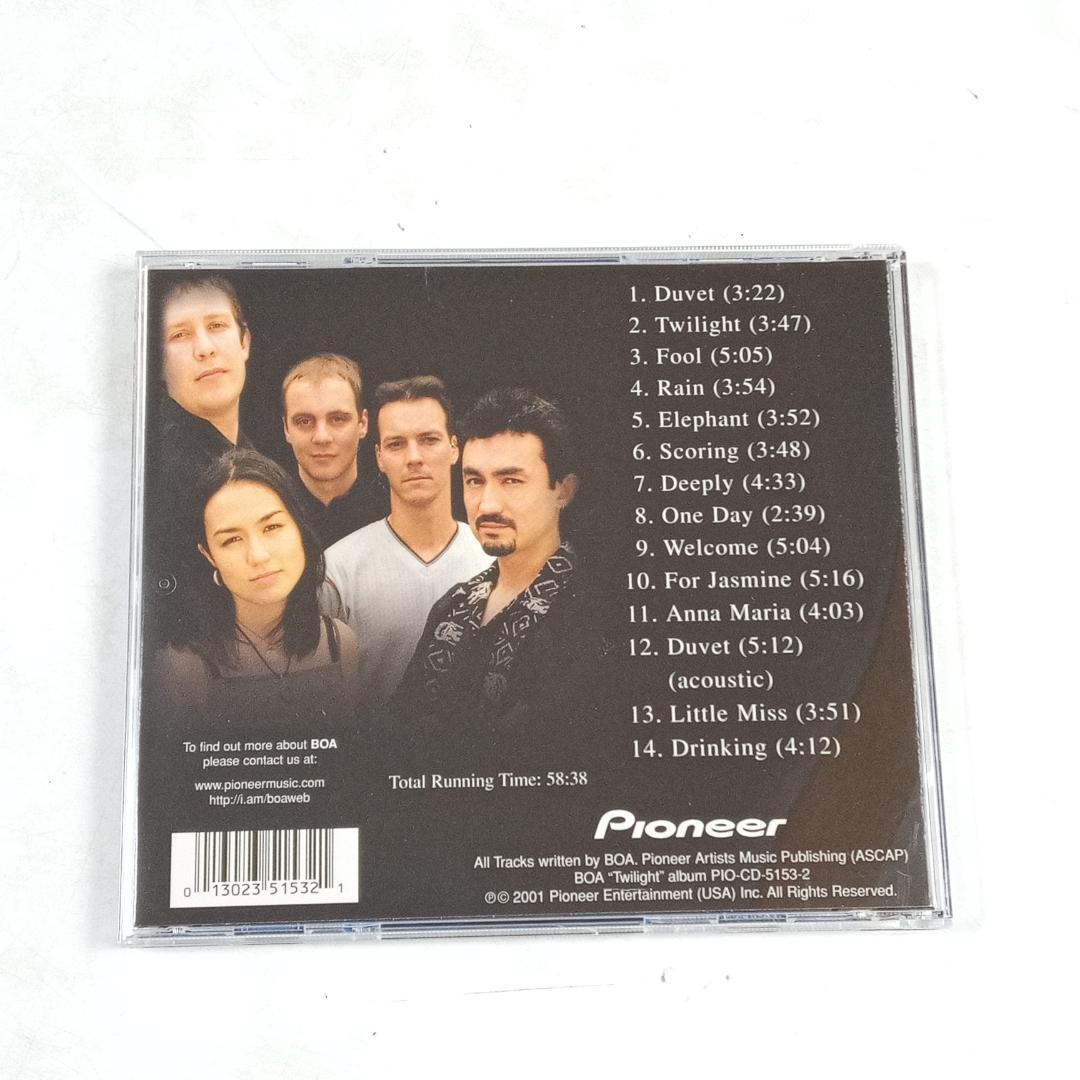 1. Duvet (3:22)
2. Twilight (3:47)
3. Fool (5:05)
4. Rain (3:54)
5. Elephant (3:52)
6. Scoring (3:48)
7. Deeply (4:33)
8. One Day (2:39)
9. Welcome (5:04)
10. For Jasmine (5:16)
11. Anna Maria (4:03)
12. Duvet (5:12)
(acoustic)
13. Little Miss (3:51)
14. Drinking (4:12)
To find out more about BOA
please contact us at:
www.pioneermusic.com
http://i.am/boaweb
Total Running Time: 58:38
Pioneer
All Tracks written by BOA. Pioneer Artists Music Publishing (ASCAP)
BOA “Twilight” album PIO-CD-5153-2
℗© 2001 Pioneer Entertainment (USA) Inc. All Rights Reserved.
0 13023 51532 1